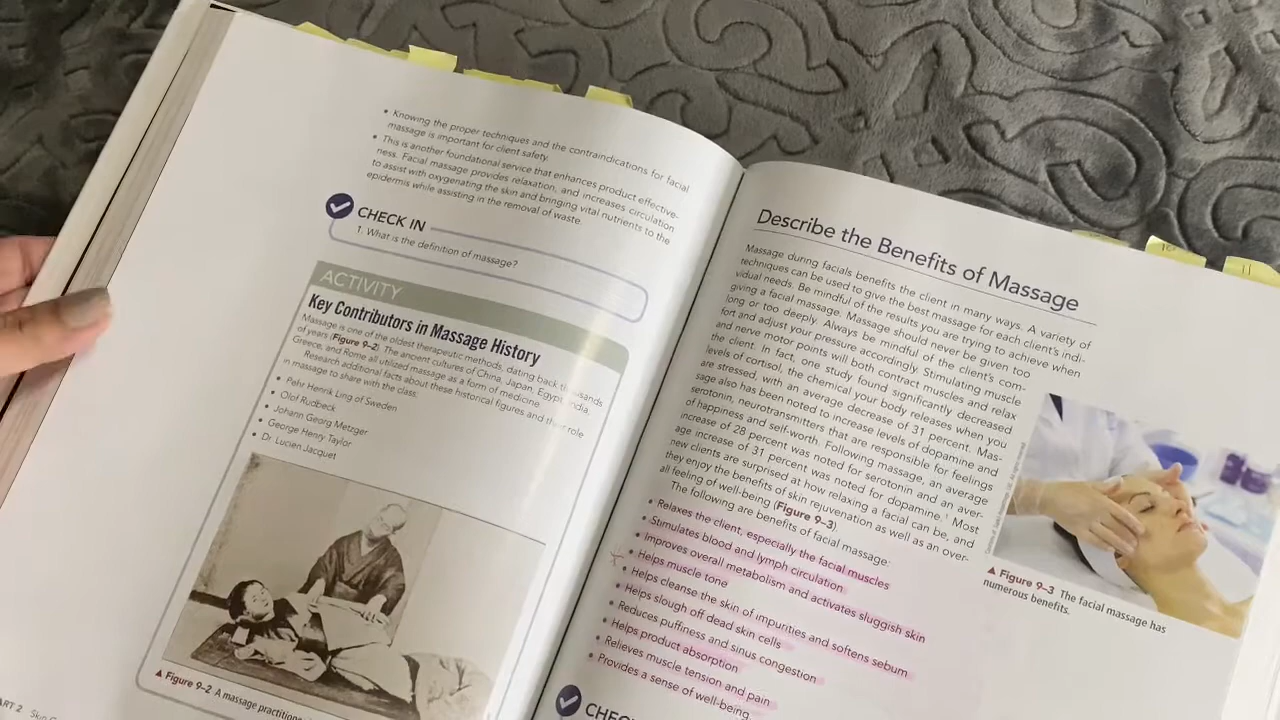 • Knowing the proper techniques and the contraindications for facial
massage is important for client safety.
• This is another foundational service that enhances product effective-
ness. Facial massage provides relaxation, and increases circulation
to assist with oxygenating the skin and bringing vital nutrients to the
epidermis while assisting in the removal of waste.
CHECK IN
1. What is the definition of massage?
ACTIVITY
Key Contributors in Massage History
Massage is one of the oldest therapeutic methods, dating back thousands
of years (Figure 9–2). The ancient cultures of China, Japan, Egypt, India,
Greece, and Rome all utilized massage as a form of medicine.
Research additional facts about these historical figures and their role
in massage to share with the class.
• Pehr Henrik Ling of Sweden
• Olof Rudbeck
• Johann Georg Metzger
• George Henry Taylor
• Dr. Lucien Jacquet
▲ Figure 9–2 A massage practitioner
ART 2 Skin
Describe the Benefits of Massage
Massage during facials benefits the client in many ways. A variety of
techniques can be used to give the best massage for each client's indi-
vidual needs. Be mindful of the results you are trying to achieve when
giving a facial massage. Massage should never be given too
long or too deeply. Always be mindful of the client's com-
fort and adjust your pressure accordingly. Stimulating muscle
and nerve motor points will both contract muscles and relax
the client. In fact, one study found significantly decreased
levels of cortisol, the chemical your body releases when you
are stressed, with an average decrease of 31 percent. Mas-
sage also has been noted to increase levels of dopamine and
serotonin, neurotransmitters that are responsible for feelings
of happiness and self-worth. Following massage, an average
increase of 28 percent was noted for serotonin and an aver-
age increase of 31 percent was noted for dopamine.¹ Most
new clients are surprised at how relaxing a facial can be, and
they enjoy the benefits of skin rejuvenation as well as an over-
all feeling of well-being (Figure 9–3).
The following are benefits of facial massage:
• Relaxes the client, especially the facial muscles
• Stimulates blood and lymph circulation
• Improves overall metabolism and activates sluggish skin
• Helps muscle tone
• Helps cleanse the skin of impurities and softens sebum
• Helps slough off dead skin cells
• Reduces puffiness and sinus congestion
• Helps product absorption
• Relieves muscle tension and pain
• Provides a sense of well-being.
▲ Figure 9–3 The facial massage has
numerous benefits.
CHECK
10
11